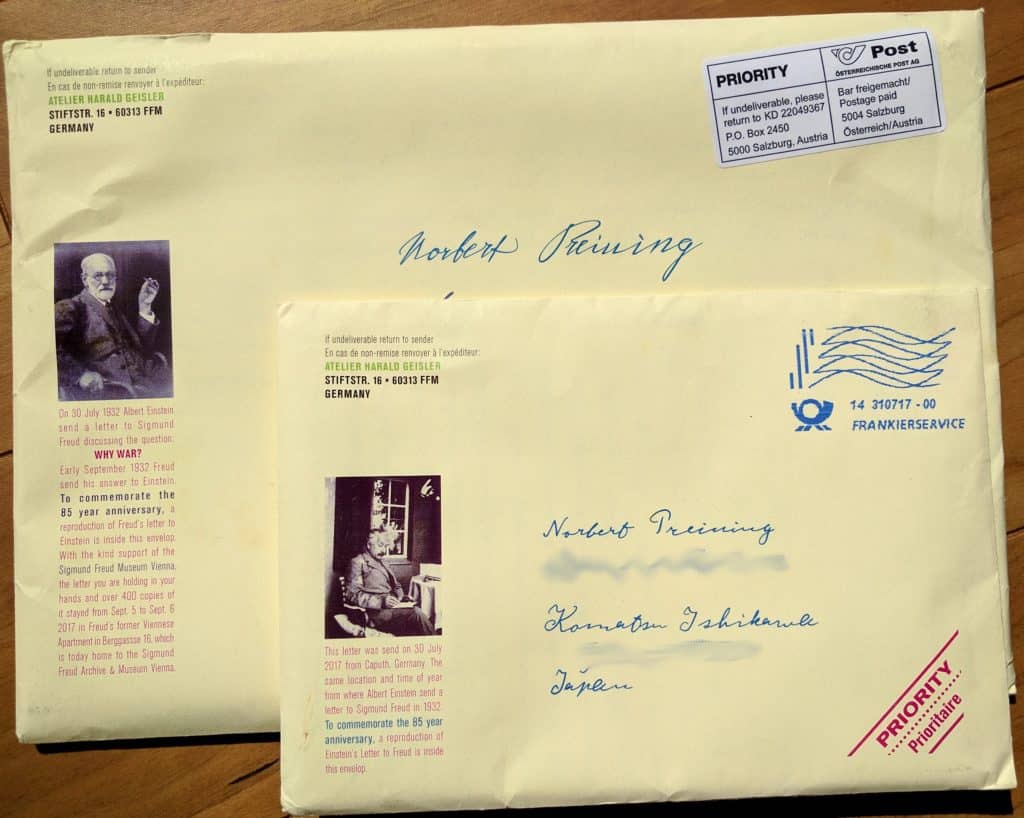 If undeliverable return to sender
En cas de non-remise renvoyer à l'expéditeur:
ATELIER HARALD GEISLER
STIFTSTR. 16 • 60313 FFM
GERMANY
PRIORITY
If undeliverable, please
return to KD 22049367
P.O. Box 2450
5000 Salzburg, Austria
Post
ÖSTERREICHISCHE POST AG
Bar freigemacht/
Postage paid
5004 Salzburg
Österreich/Austria
Norbert Preining
On 30 July 1932 Albert Einstein
send a letter to Sigmund
Freud discussing the question:
WHY WAR?
Early September 1932 Freud
send his answer to Einstein.
To commemorate the
85 year anniversary, a
reproduction of Freud's letter to
Einstein is inside this envelop.
With the kind support of the
Sigmund Freud Museum Vienna,
the letter you are holding in your
hands and over 400 copies of
it stayed from Sept. 5 to Sept. 6
2017 in Freud's former Viennese
Apartment in Berggassse 16, which
is today home to the Sigmund
Freud Archive & Museum Vienna.
If undeliverable return to sender
En cas de non-remise renvoyer à l'expéditeur:
ATELIER HARALD GEISLER
STIFTSTR. 16 • 60313 FFM
GERMANY
14 310717 - 00
FRANKIERSERVICE
Norbert Preining
Komatsu Ishikawa
Japan
This letter was send on 30 July
2017 from Caputh, Germany. The
same location and time of year
from where Albert Einstein send a
letter to Sigmund Freud in 1932.
To commemorate the 85 year
anniversary, a reproduction of
Einstein's Letter to Freud is inside
this envelop.
PRIORITY
Prioritaire